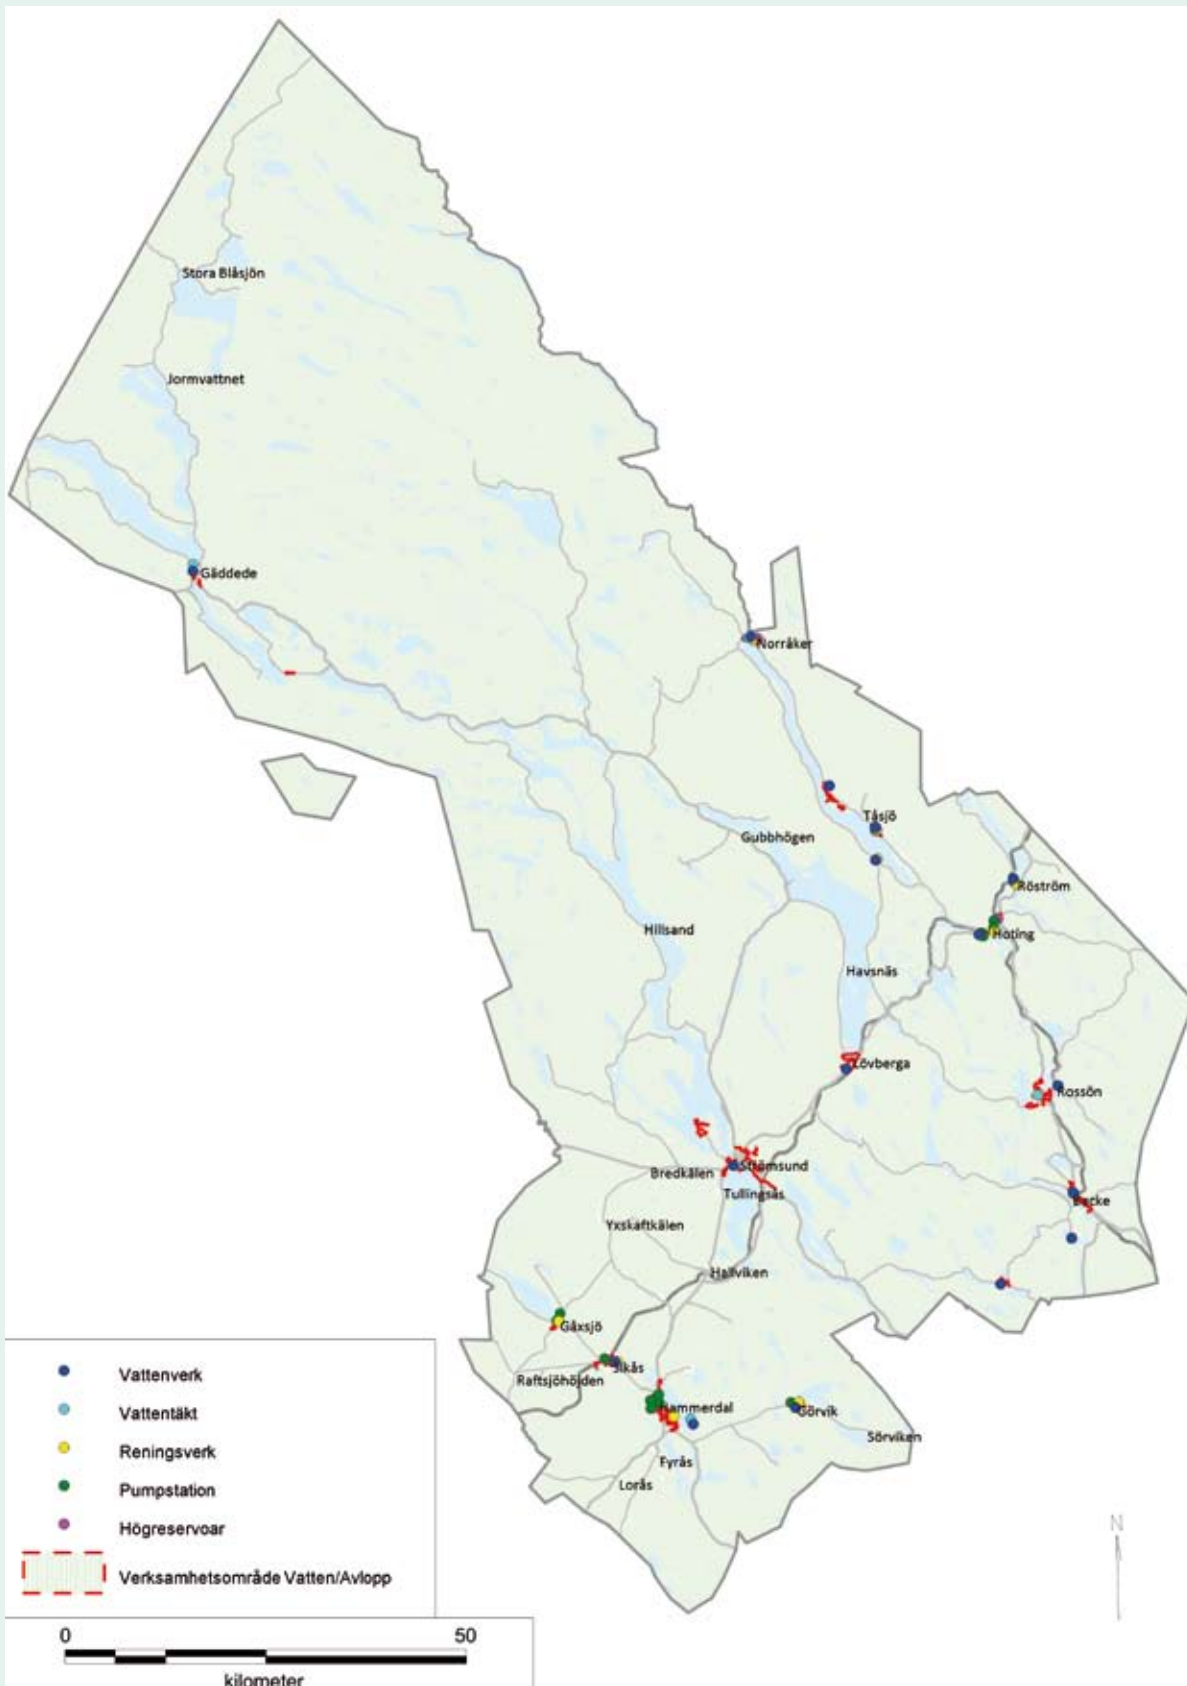 Stora Blåsjön
Jormvattnet
Gäddede
Norråker
Tåsjö
Gubbhögen
Röström
Hoting
Hillsand
Havsnäs
Lövberga
Rossön
Strömsund
Bredkälen
Tullingsås
Backe
Yxskaftkälen
Hallviken
Gåxsjö
Sikås
Raftsjöhöjden
Hammerdal
Görvik
Sörviken
Fyrås
Lorås
Vattenverk
Vattentäkt
Reningsverk
Pumpstation
Högreservoar
Verksamhetsområde Vatten/Avlopp
N
0 50
kilometer